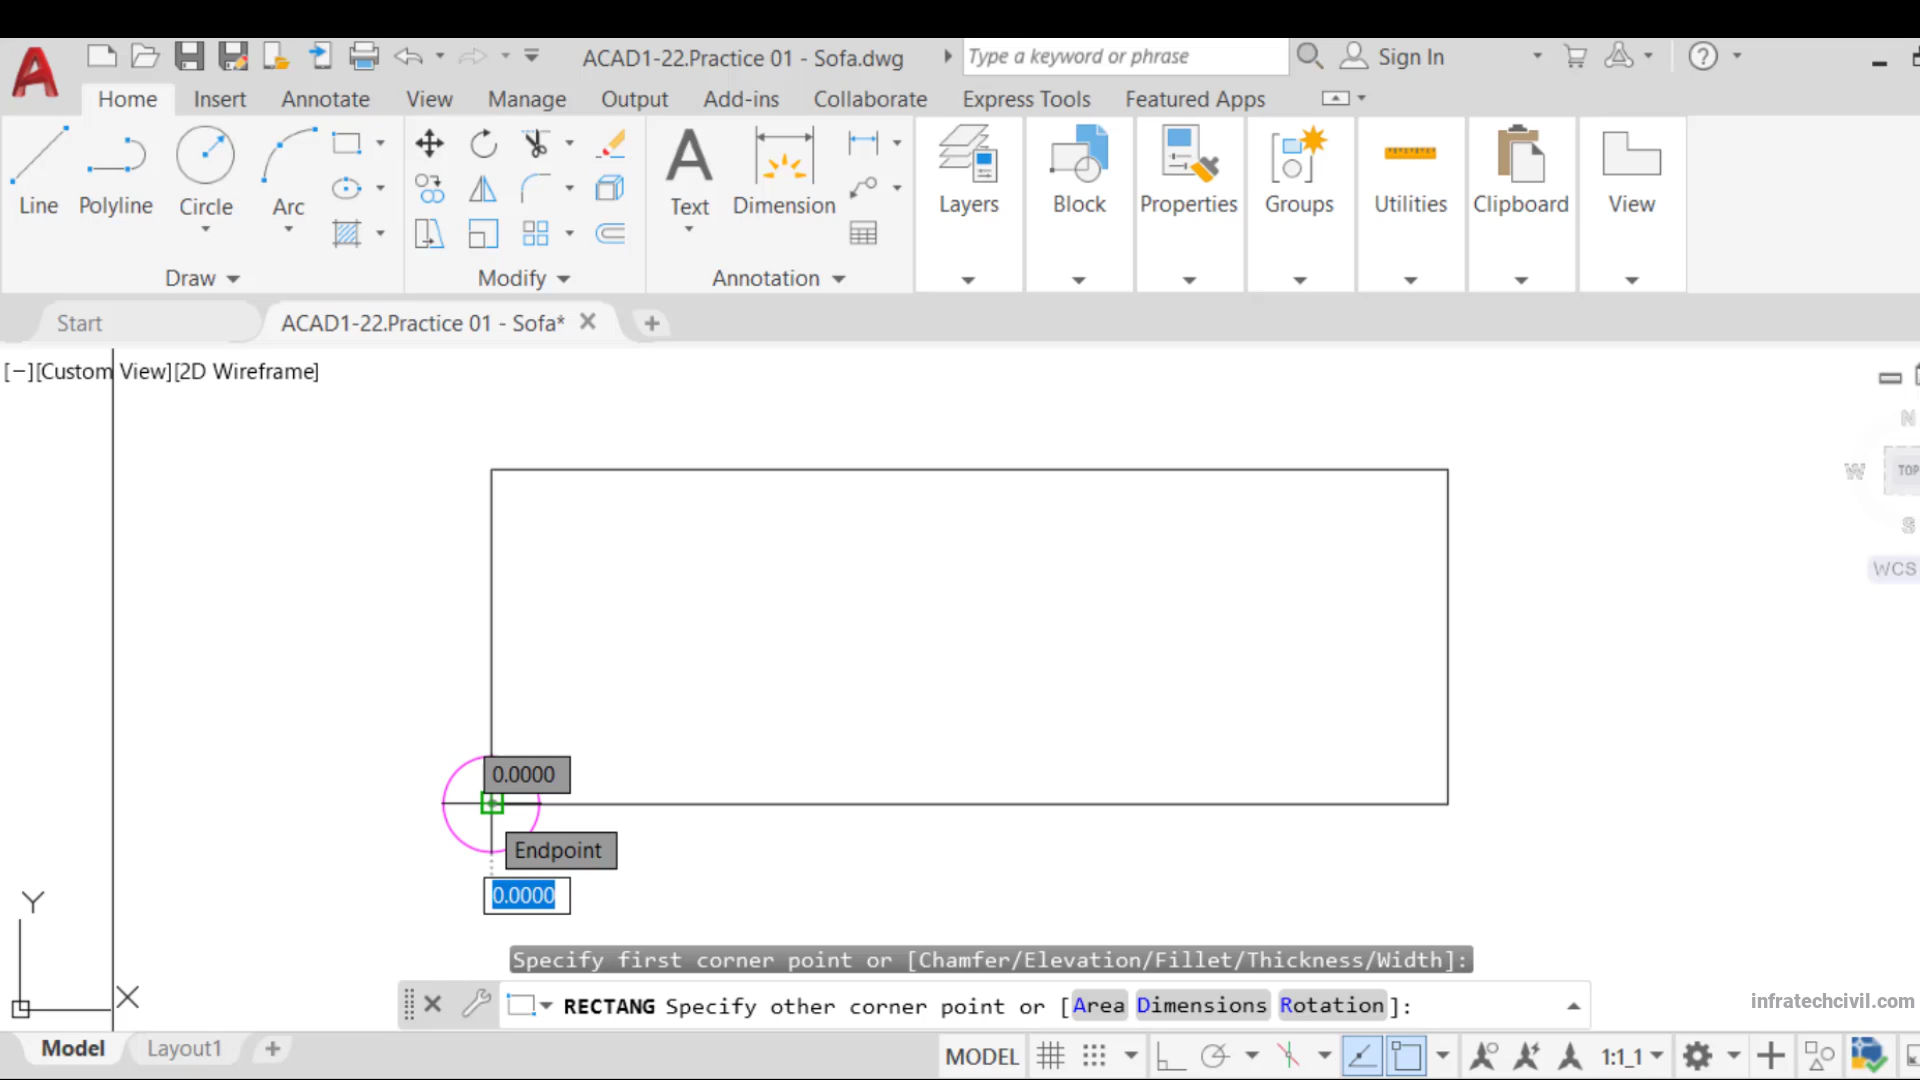 ACAD1-22.Practice 01 - Sofa.dwg
Type a keyword or phrase
Sign In
Home Insert Annotate View Manage Output Add-ins Collaborate Express Tools Featured Apps
Line Polyline Circle Arc
Text Dimension
Layers Block Properties Groups Utilities Clipboard View
Draw Modify Annotation
Start ACAD1-22.Practice 01 - Sofa*
[−][Custom View][2D Wireframe]
N
W TOP
S
WCS
0.0000
Endpoint
0.0000
Y
X
Specify first corner point or [Chamfer/Elevation/Fillet/Thickness/Width]:
RECTANG Specify other corner point or [Area Dimensions Rotation]:
infratechcivil.com
Model Layout1 MODEL 1:1_1